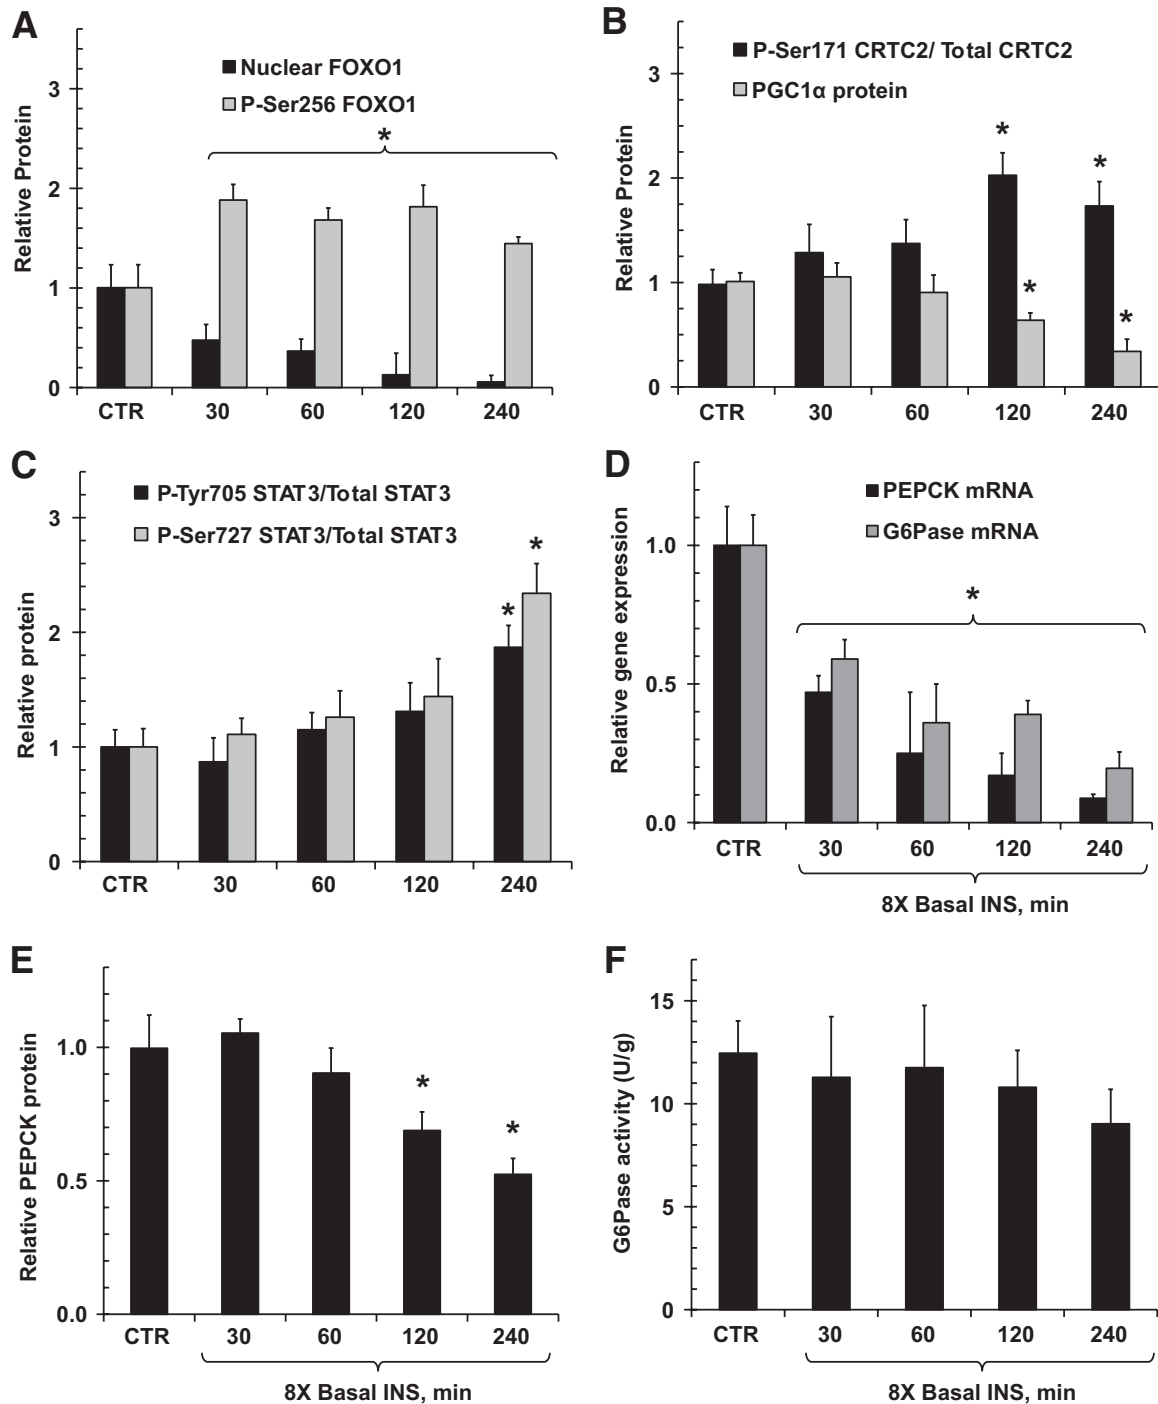 A
Nuclear FOXO1
P-Ser256 FOXO1
*
Relative Protein
3
2
1
0
CTR 30 60 120 240
B
P-Ser171 CRTC2/ Total CRTC2
PGC1α protein
* * * *
Relative Protein
3
2
1
0
CTR 30 60 120 240
C
P-Tyr705 STAT3/Total STAT3
P-Ser727 STAT3/Total STAT3
* *
Relative protein
3
2
1
0
CTR 30 60 120 240
D
PEPCK mRNA
G6Pase mRNA
*
Relative gene expression
1.0
0.5
0.0
CTR 30 60 120 240
8X Basal INS, min
E
* *
Relative PEPCK protein
1.0
0.5
0.0
CTR 30 60 120 240
8X Basal INS, min
F
G6Pase activity (U/g)
15
10
5
0
CTR 30 60 120 240
8X Basal INS, min